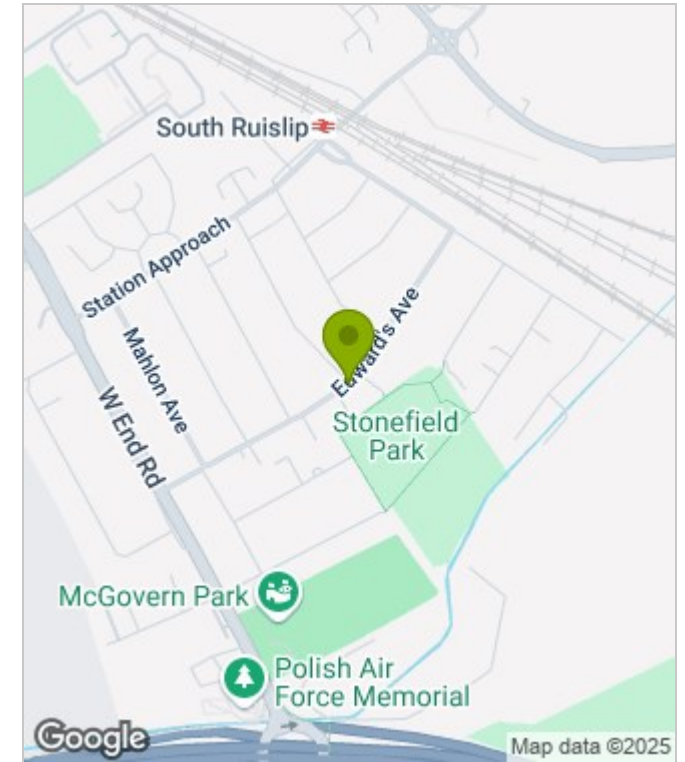 South Ruislip
Station Approach
Mahlon Ave
W End Rd
Edward's Ave
Stonefield
Park
McGovern Park
Polish Air
Force Memorial
Google
Map data ©2025